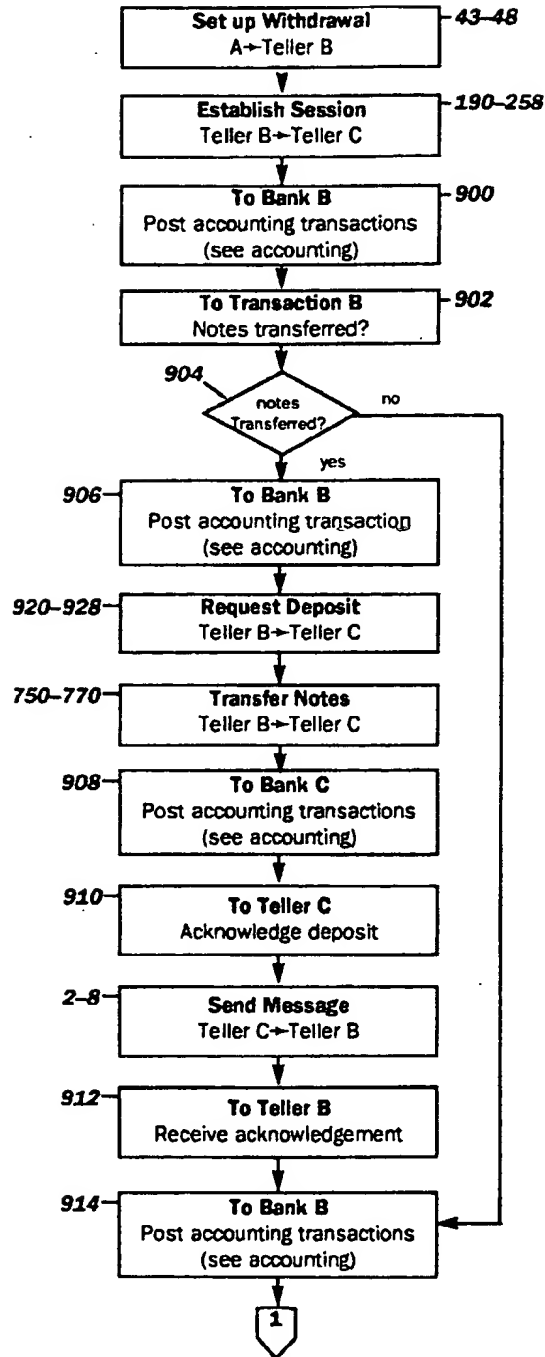 Set up Withdrawal
A→Teller B
43–48
Establish Session
Teller B→Teller C
190–258
To Bank B
Post accounting transactions
(see accounting)
900
To Transaction B
Notes transferred?
902
904
notes
Transferred?
no
yes
906
To Bank B
Post accounting transaction
(see accounting)
920–928
Request Deposit
Teller B→Teller C
750–770
Transfer Notes
Teller B→Teller C
908
To Bank C
Post accounting transactions
(see accounting)
910
To Teller C
Acknowledge deposit
2–8
Send Message
Teller C→Teller B
912
To Teller B
Receive acknowledgement
914
To Bank B
Post accounting transactions
(see accounting)
1